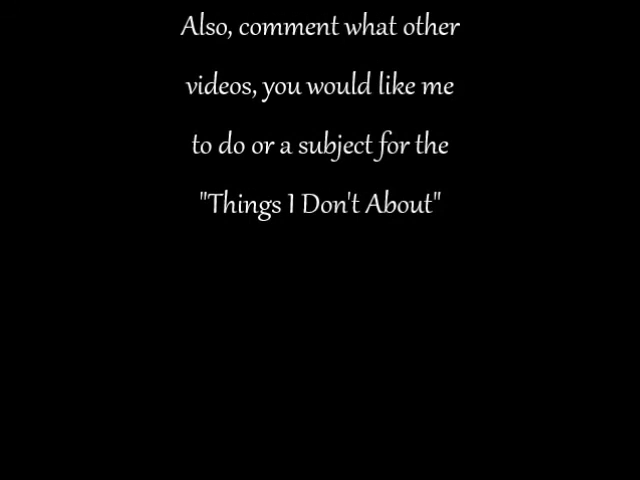 Also, comment what other
videos, you would like me
to do or a subject for the
"Things I Don't About"